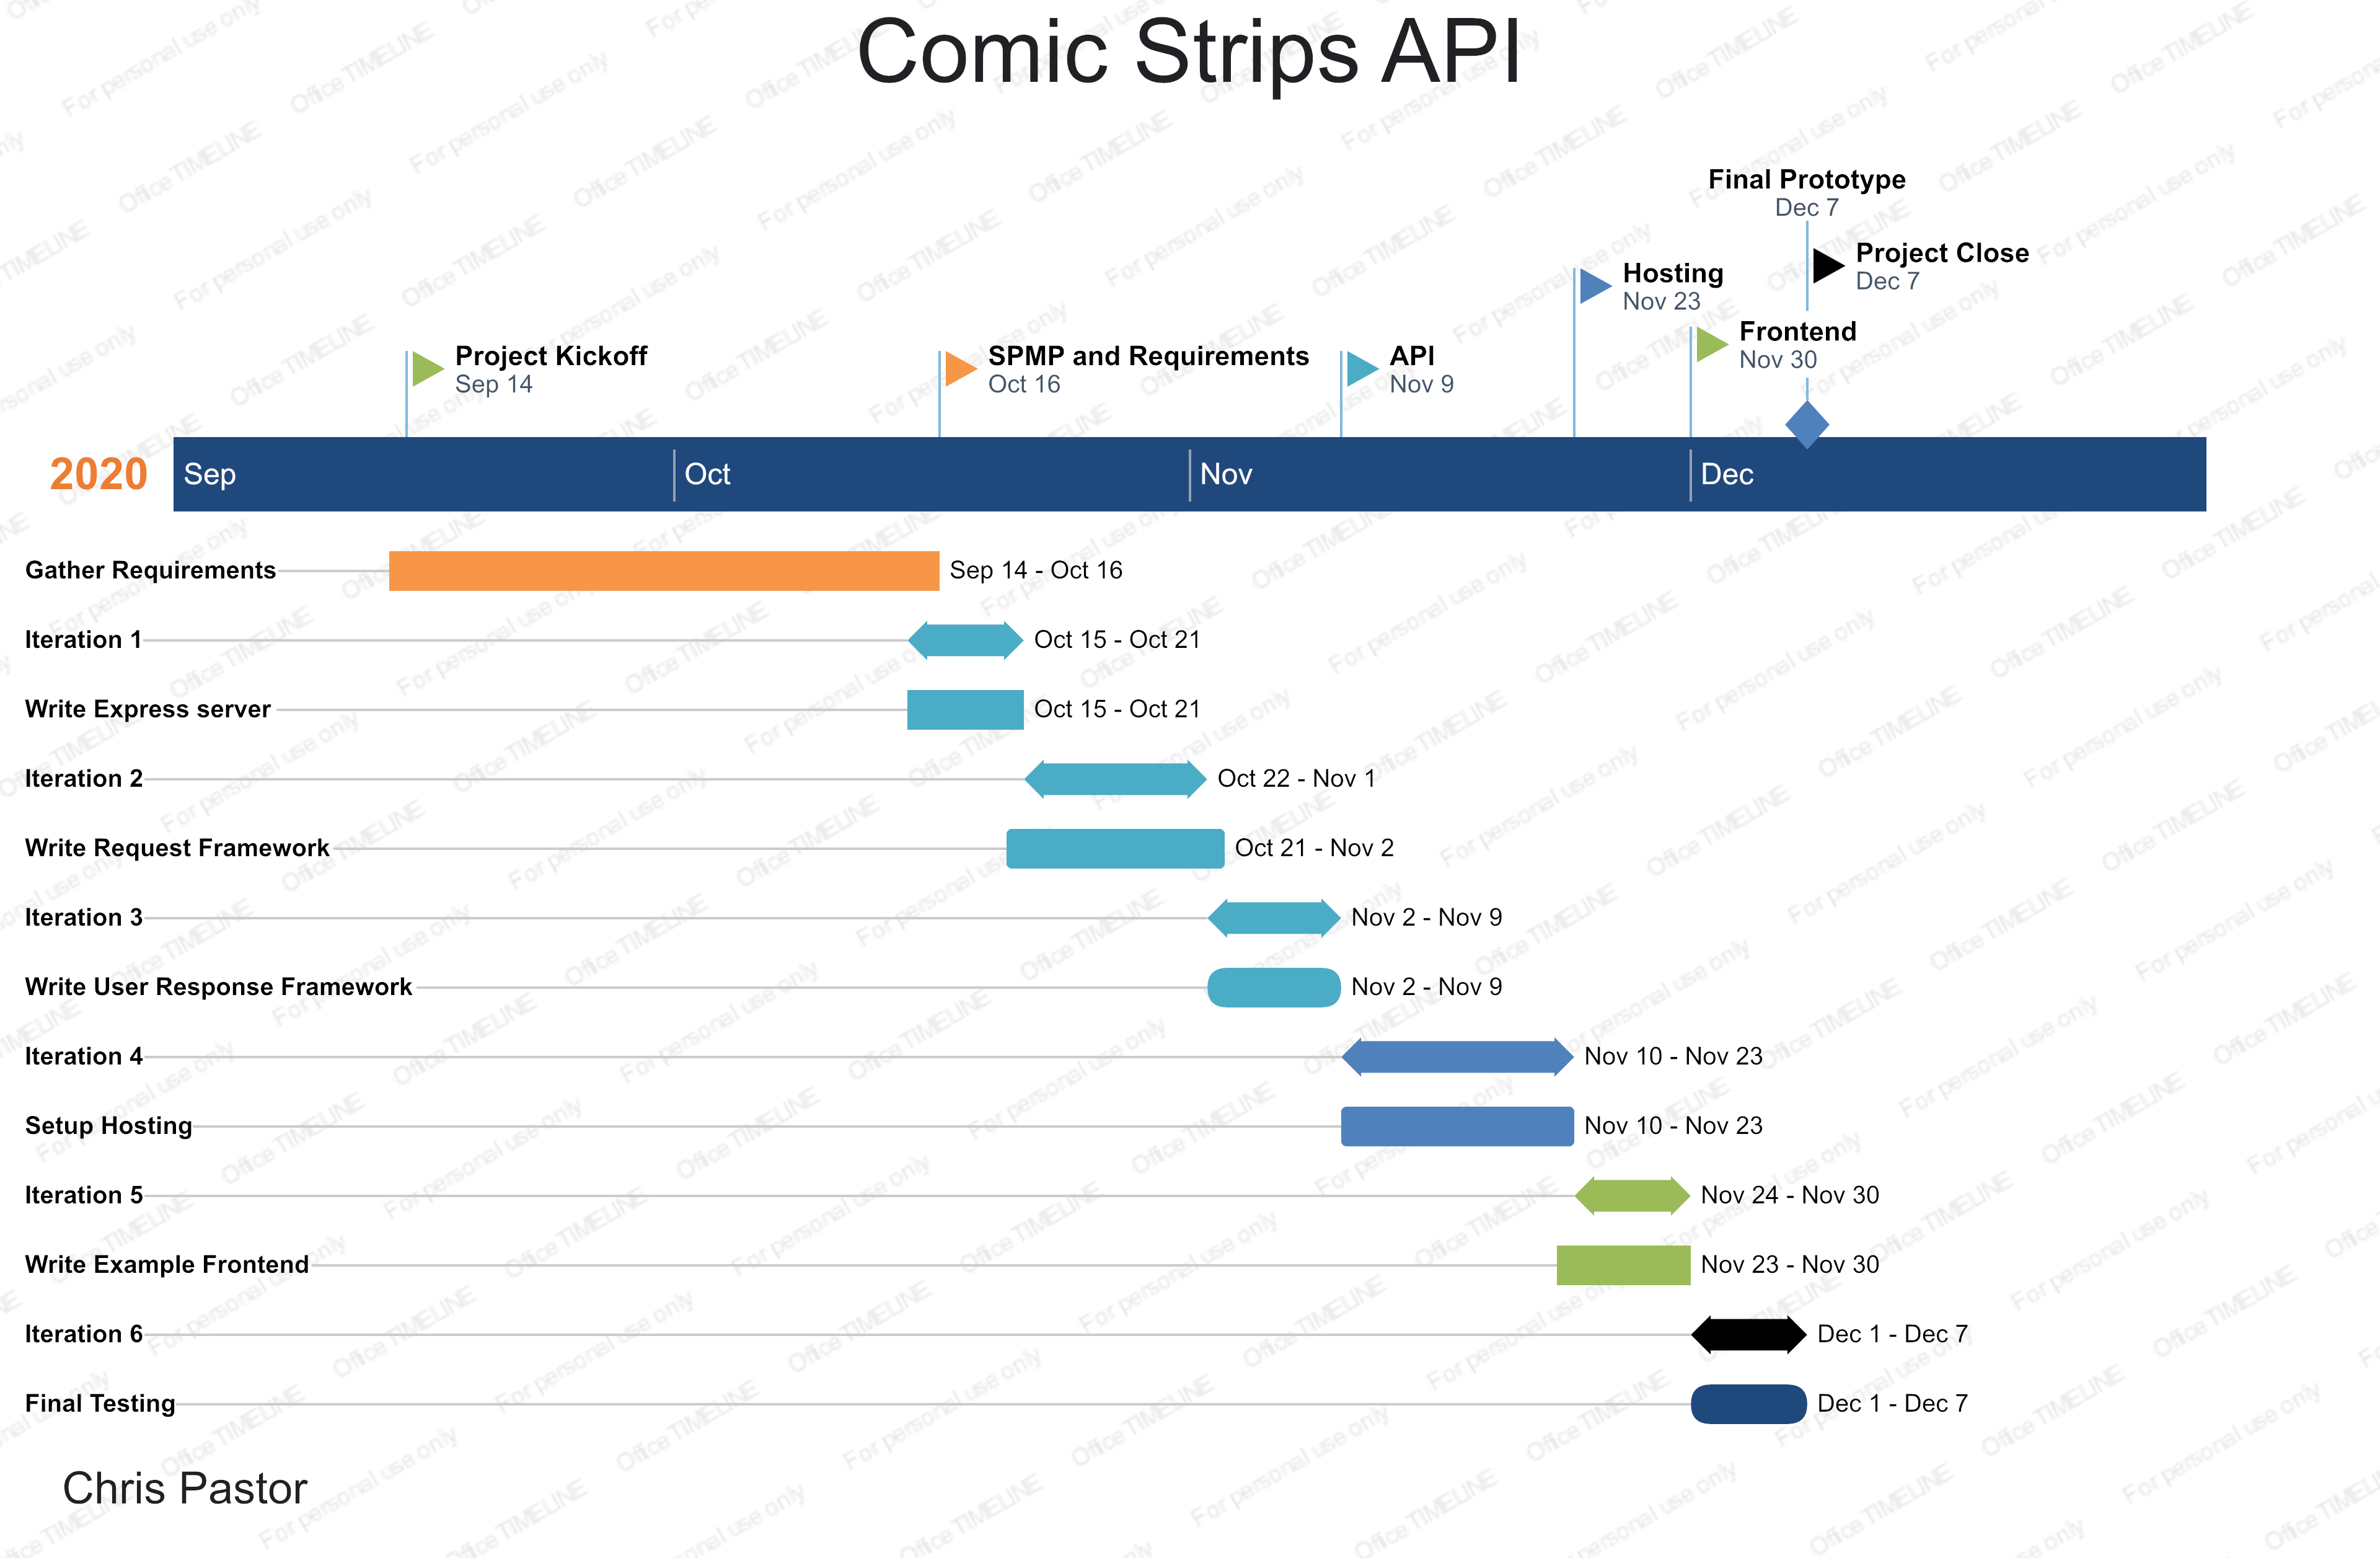 Comic Strips API
Final Prototype
Dec 7
Project Close
Dec 7
Hosting
Nov 23
Frontend
Nov 30
Project Kickoff
Sep 14
SPMP and Requirements
Oct 16
API
Nov 9
2020
Sep Oct Nov Dec
Gather Requirements Sep 14 - Oct 16
Iteration 1 Oct 15 - Oct 21
Write Express server Oct 15 - Oct 21
Iteration 2 Oct 22 - Nov 1
Write Request Framework Oct 21 - Nov 2
Iteration 3 Nov 2 - Nov 9
Write User Response Framework Nov 2 - Nov 9
Iteration 4 Nov 10 - Nov 23
Setup Hosting Nov 10 - Nov 23
Iteration 5 Nov 24 - Nov 30
Write Example Frontend Nov 23 - Nov 30
Iteration 6 Dec 1 - Dec 7
Final Testing Dec 1 - Dec 7
Chris Pastor
Office TIMELINE For personal use only